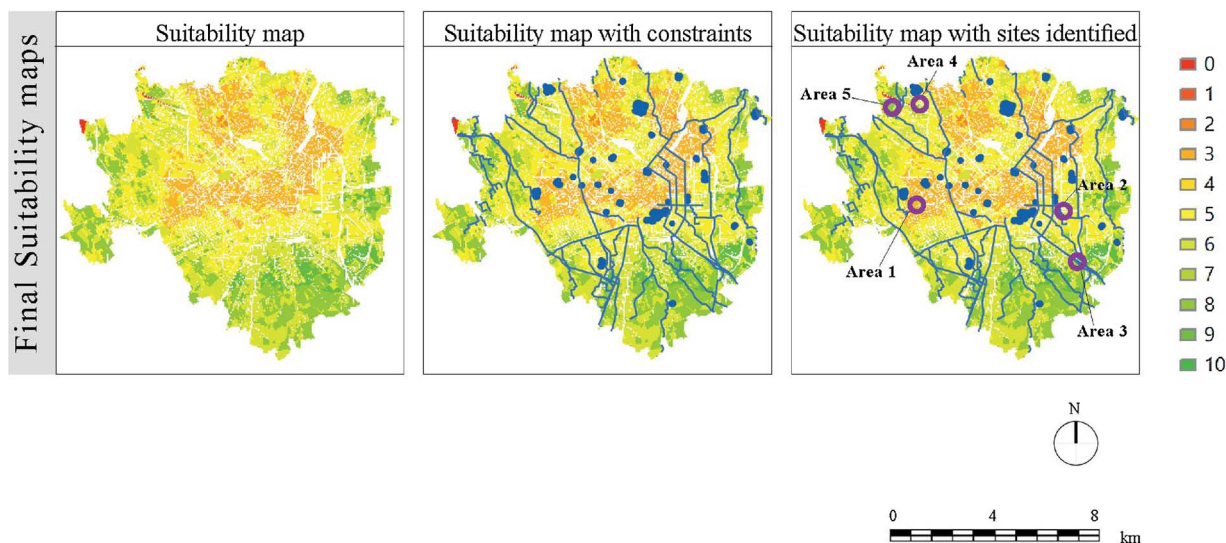 Final Suitability maps
Suitability map
Suitability map with constraints
Suitability map with sites identified
Area 4
Area 5
Area 2
Area 1
Area 3
0
1
2
3
4
5
6
7
8
9
10
N
0 4 8
km